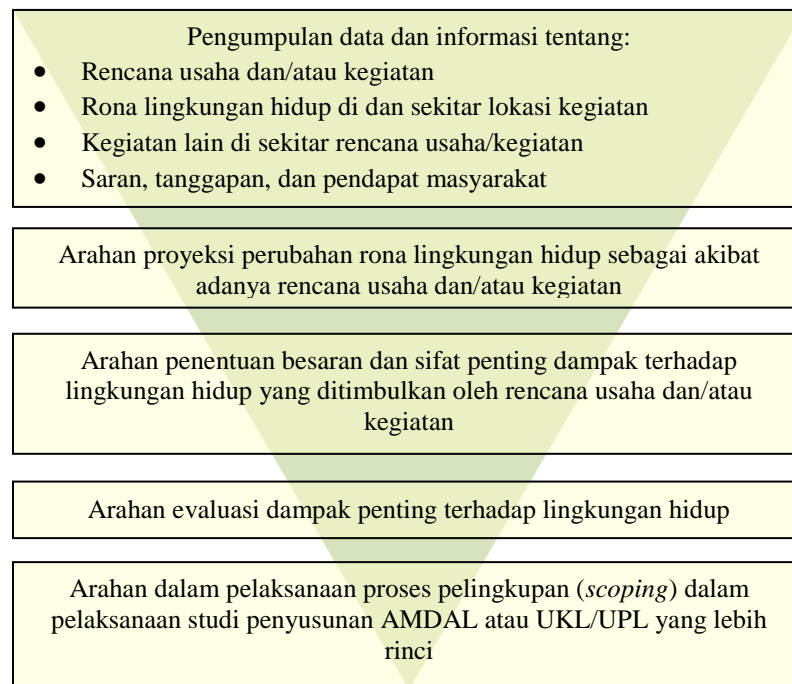 Pengumpulan data dan informasi tentang:
• Rencana usaha dan/atau kegiatan
• Rona lingkungan hidup di dan sekitar lokasi kegiatan
• Kegiatan lain di sekitar rencana usaha/kegiatan
• Saran, tanggapan, dan pendapat masyarakat
Arahan proyeksi perubahan rona lingkungan hidup sebagai akibat
adanya rencana usaha dan/atau kegiatan
Arahan penentuan besaran dan sifat penting dampak terhadap
lingkungan hidup yang ditimbulkan oleh rencana usaha dan/atau
kegiatan
Arahan evaluasi dampak penting terhadap lingkungan hidup
Arahan dalam pelaksanaan proses pelingkupan (scoping) dalam
pelaksanaan studi penyusunan AMDAL atau UKL/UPL yang lebih
rinci